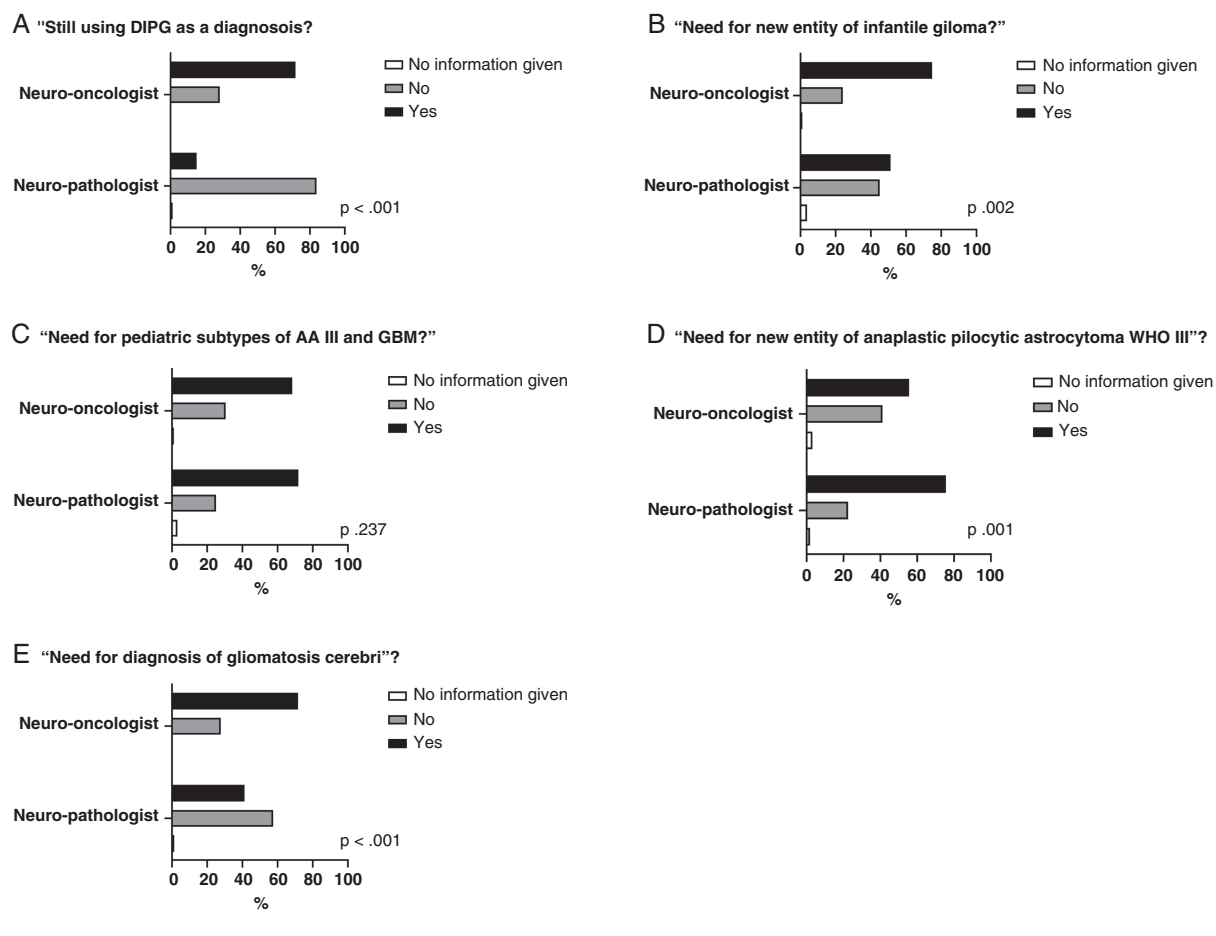 A "Still using DIPG as a diagnosois?
No information given
No
Yes
Neuro-oncologist
Neuro-pathologist
p < .001
0 20 40 60 80 100
%
B “Need for new entity of infantile giloma?”
No information given
No
Yes
Neuro-oncologist
Neuro-pathologist
p .002
0 20 40 60 80 100
%
C “Need for pediatric subtypes of AA III and GBM?”
No information given
No
Yes
Neuro-oncologist
Neuro-pathologist
p .237
0 20 40 60 80 100
%
D “Need for new entity of anaplastic pilocytic astrocytoma WHO III”?
No information given
No
Yes
Neuro-oncologist
Neuro-pathologist
p .001
0 20 40 60 80 100
%
E “Need for diagnosis of gliomatosis cerebri”?
No information given
No
Yes
Neuro-oncologist
Neuro-pathologist
p < .001
0 20 40 60 80 100
%